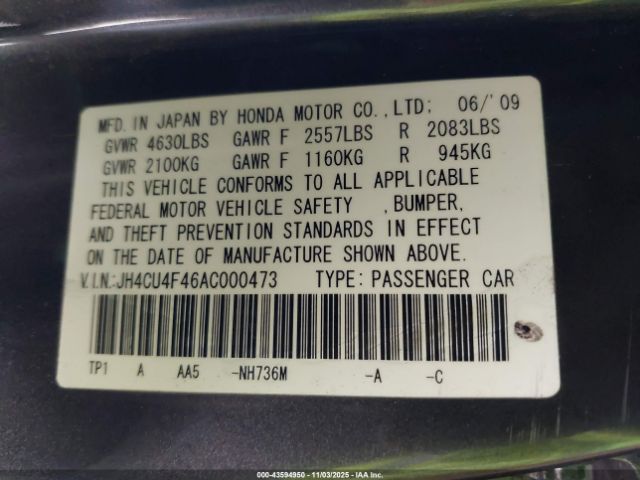 MFD. IN JAPAN BY HONDA MOTOR CO., LTD: 06/'09
GVWR 4630LBS GAWR F 2557LBS R 2083LBS
GVWR 2100KG GAWR F 1160KG R 945KG
THIS VEHICLE CONFORMS TO ALL APPLICABLE
FEDERAL MOTOR VEHICLE SAFETY , BUMPER,
AND THEFT PREVENTION STANDARDS IN EFFECT
ON THE DATE OF MANUFACTURE SHOWN ABOVE.
V.I.N.:JH4CU4F46AC000473 TYPE: PASSENGER CAR
TP1 A AA5 -NH736M -A -C
000-43594950 - 11/03/2025 - IAA Inc.